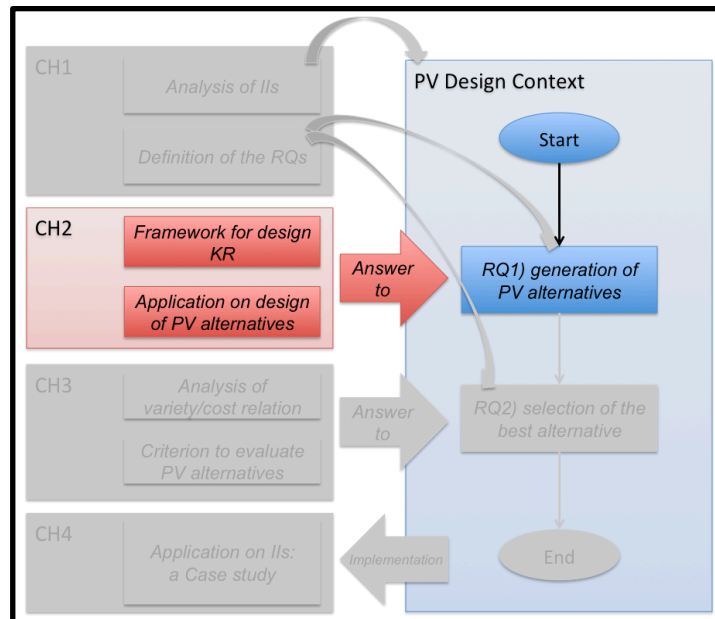 CH1
Analysis of IIs
Definition of the RQs
PV Design Context
Start
CH2
Framework for design
KR
Application on design
of PV alternatives
Answer
to
RQ1) generation of
PV alternatives
CH3
Analysis of
variety/cost relation
Criterion to evaluate
PV alternatives
Answer
to
RQ2) selection of the
best alternative
CH4
Application on IIs:
a Case study
Implementation
End